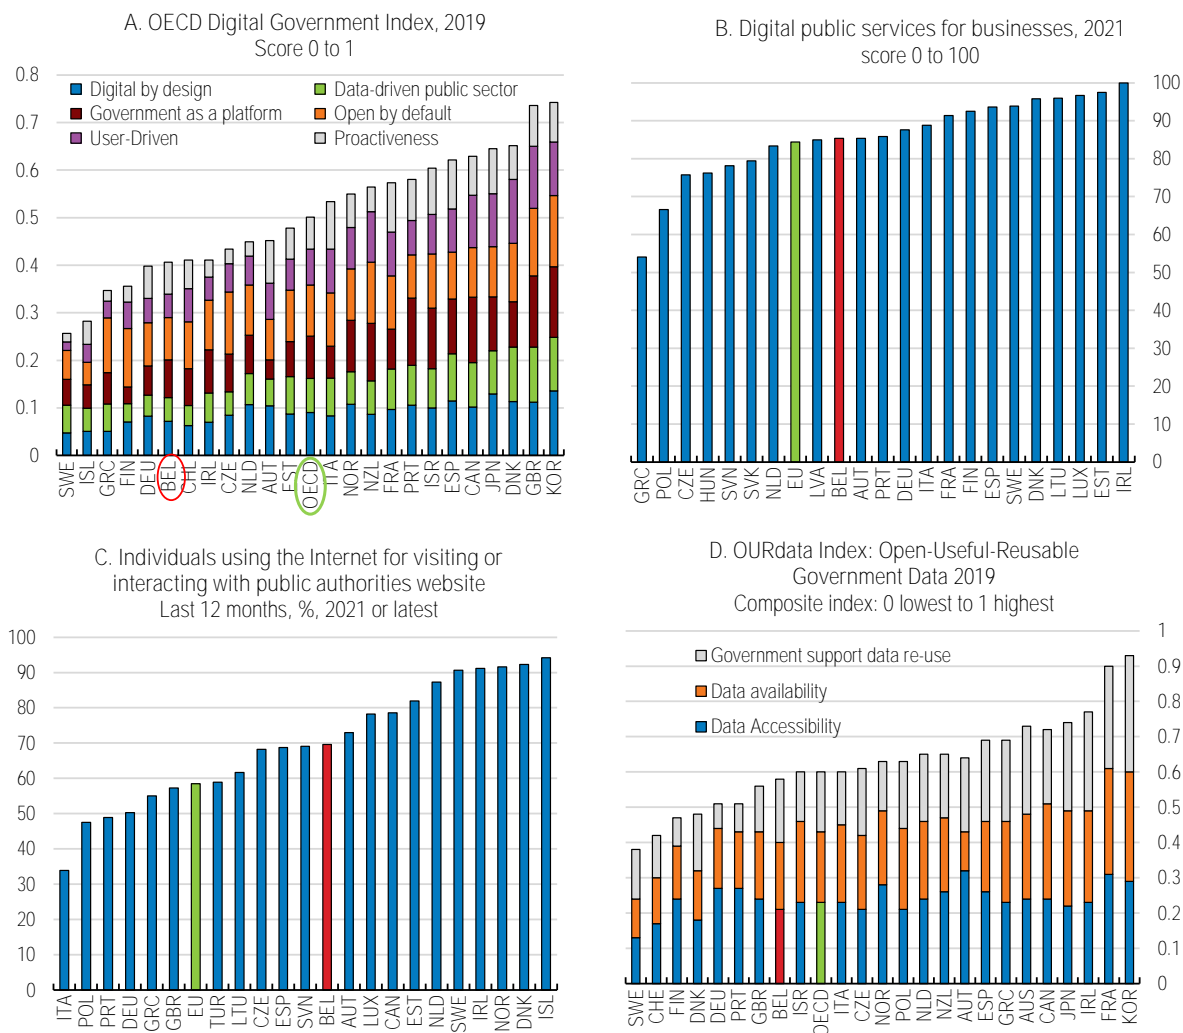 A. OECD Digital Government Index, 2019
Score 0 to 1
0.8
0.7
0.6
0.5
0.4
0.3
0.2
0.1
0
Digital by design
Data-driven public sector
Government as a platform
Open by default
User-Driven
Proactiveness
SWE ISL GRC FIN DEU BEL CHL IRL CZE NLD AUT EST OECD ITA NOR NZL FRA PRT ISR ESP CAN JPN DNK GBR KOR
B. Digital public services for businesses, 2021
score 0 to 100
100
90
80
70
60
50
40
30
20
10
0
GRC POL CZE HUN SVN SVK NLD EU LVA BEL AUT PRT DEU ITA FRA FIN ESP SWE DNK LTU LUX EST IRL
C. Individuals using the Internet for visiting or
interacting with public authorities website
Last 12 months, %, 2021 or latest
100
90
80
70
60
50
40
30
20
10
0
ITA POL PRT DEU GRC GBR EU TUR LTU CZE ESP SVN BEL AUT LUX CAN EST NLD SWE IRL NOR DNK ISL
D. OURdata Index: Open-Useful-Reusable
Government Data 2019
Composite index: 0 lowest to 1 highest
1
0.9
0.8
0.7
0.6
0.5
0.4
0.3
0.2
0.1
0
Government support data re-use
Data availability
Data Accessibility
SWE CHE FIN DNK DEU PRT GBR BEL ISR OECD ITA CZE NOR POL NLD NZL AUT ESP GRC AUS CAN JPN IRL FRA KOR